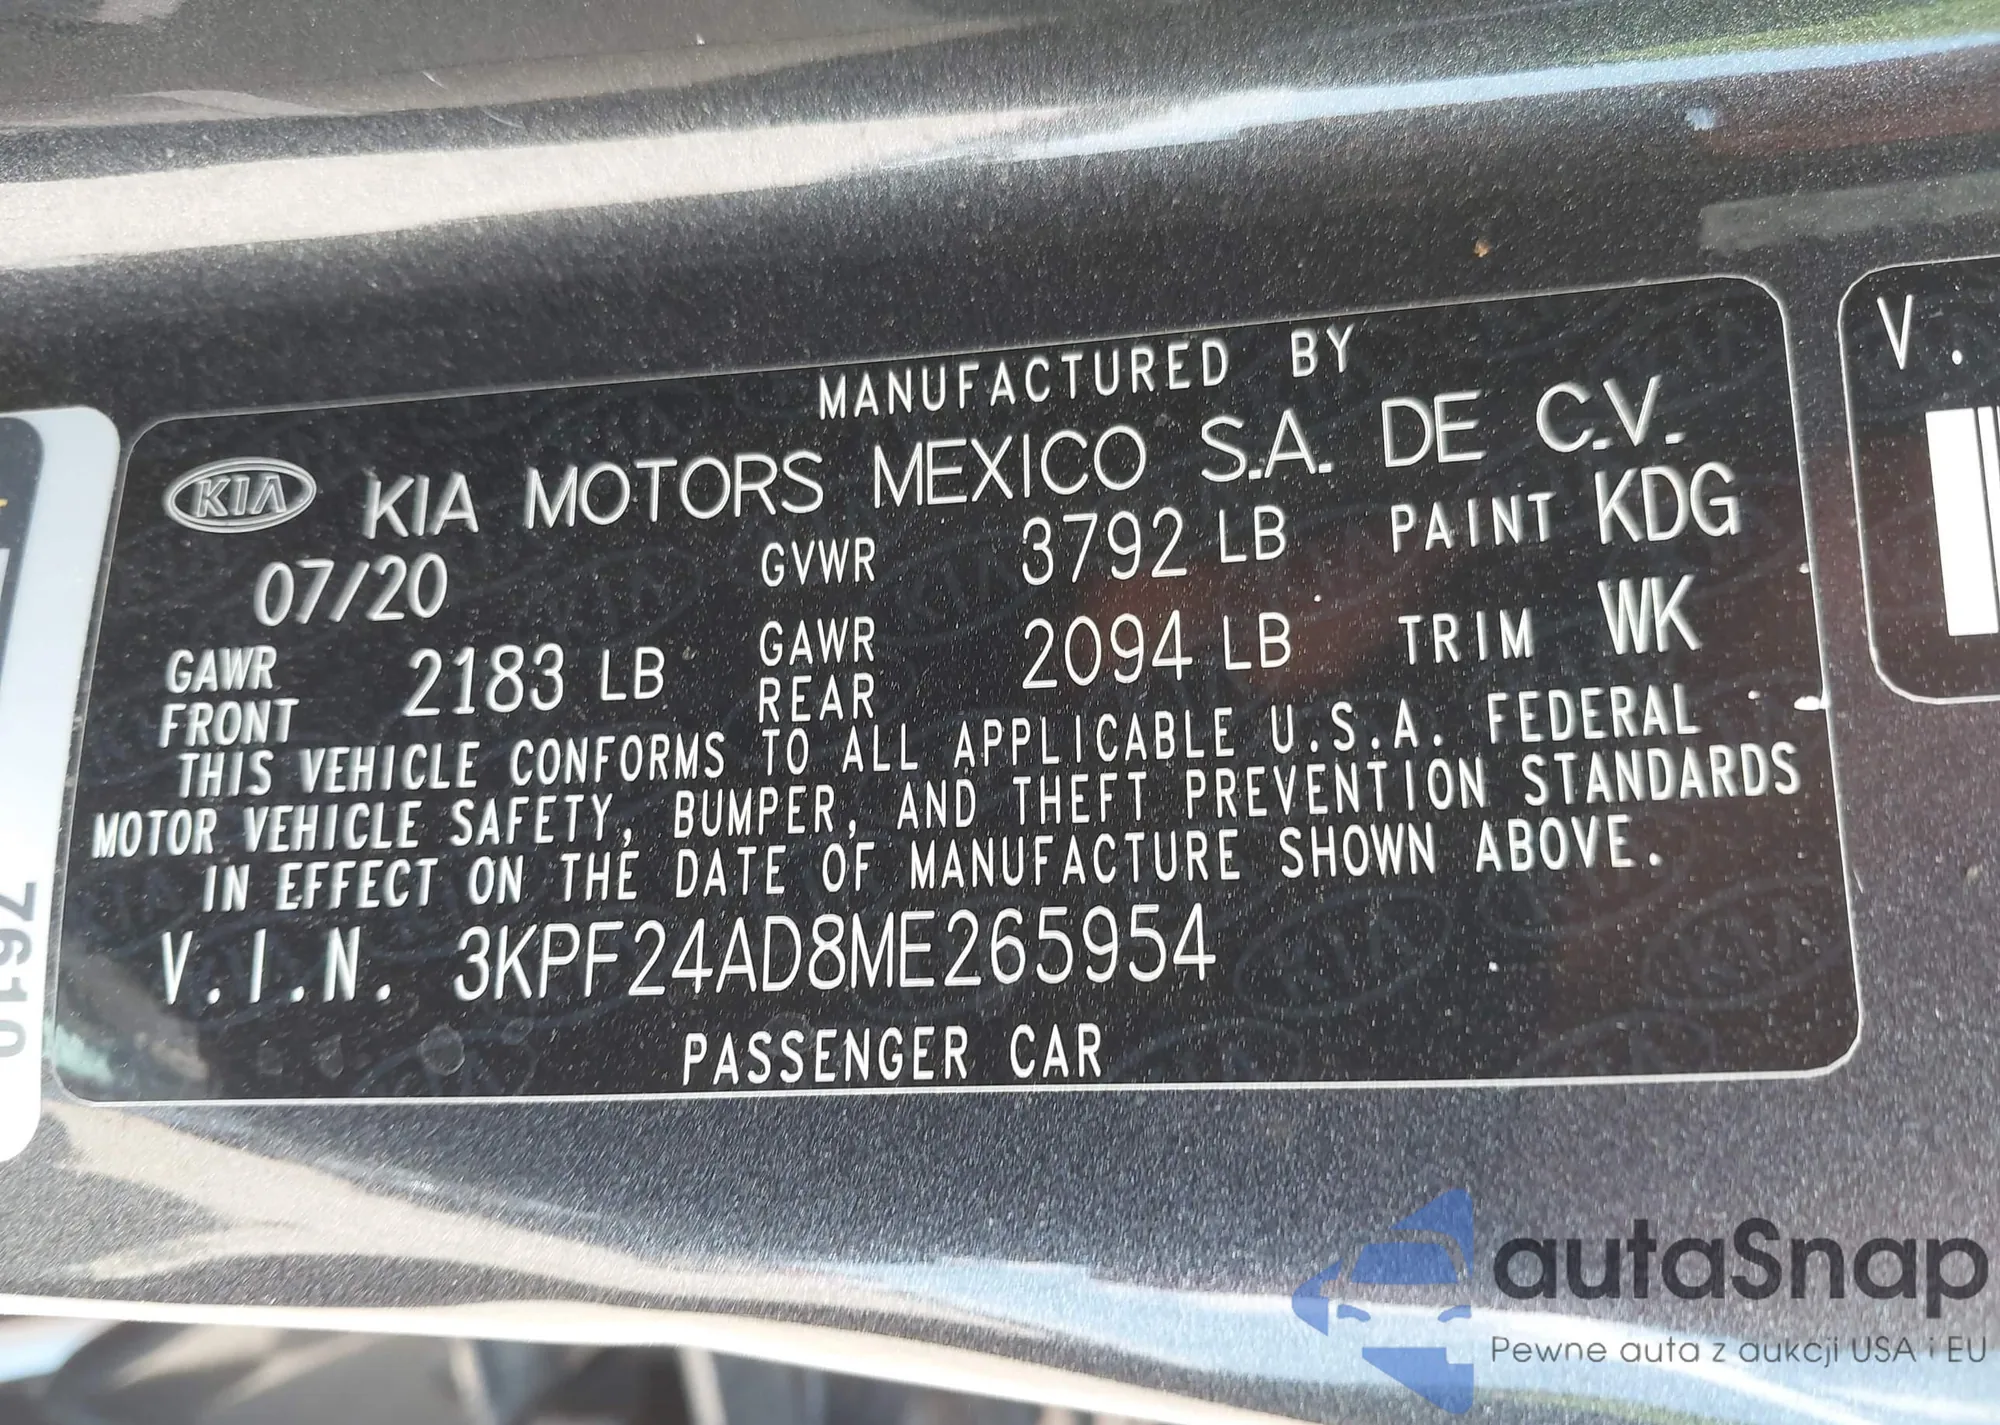 MANUFACTURED BY
KIA KIA MOTORS MEXICO S.A. DE C.V.
07/20 GVWR 3792 LB PAINT KDG
GAWR FRONT 2183 LB GAWR REAR 2094 LB TRIM WK
THIS VEHICLE CONFORMS TO ALL APPLICABLE U.S.A. FEDERAL
MOTOR VEHICLE SAFETY, BUMPER, AND THEFT PREVENTION STANDARDS
IN EFFECT ON THE DATE OF MANUFACTURE SHOWN ABOVE.
V.I.N. 3KPF24AD8ME265954
PASSENGER CAR
V.
7610
autaSnap
Pewne auta z aukcji USA i EU